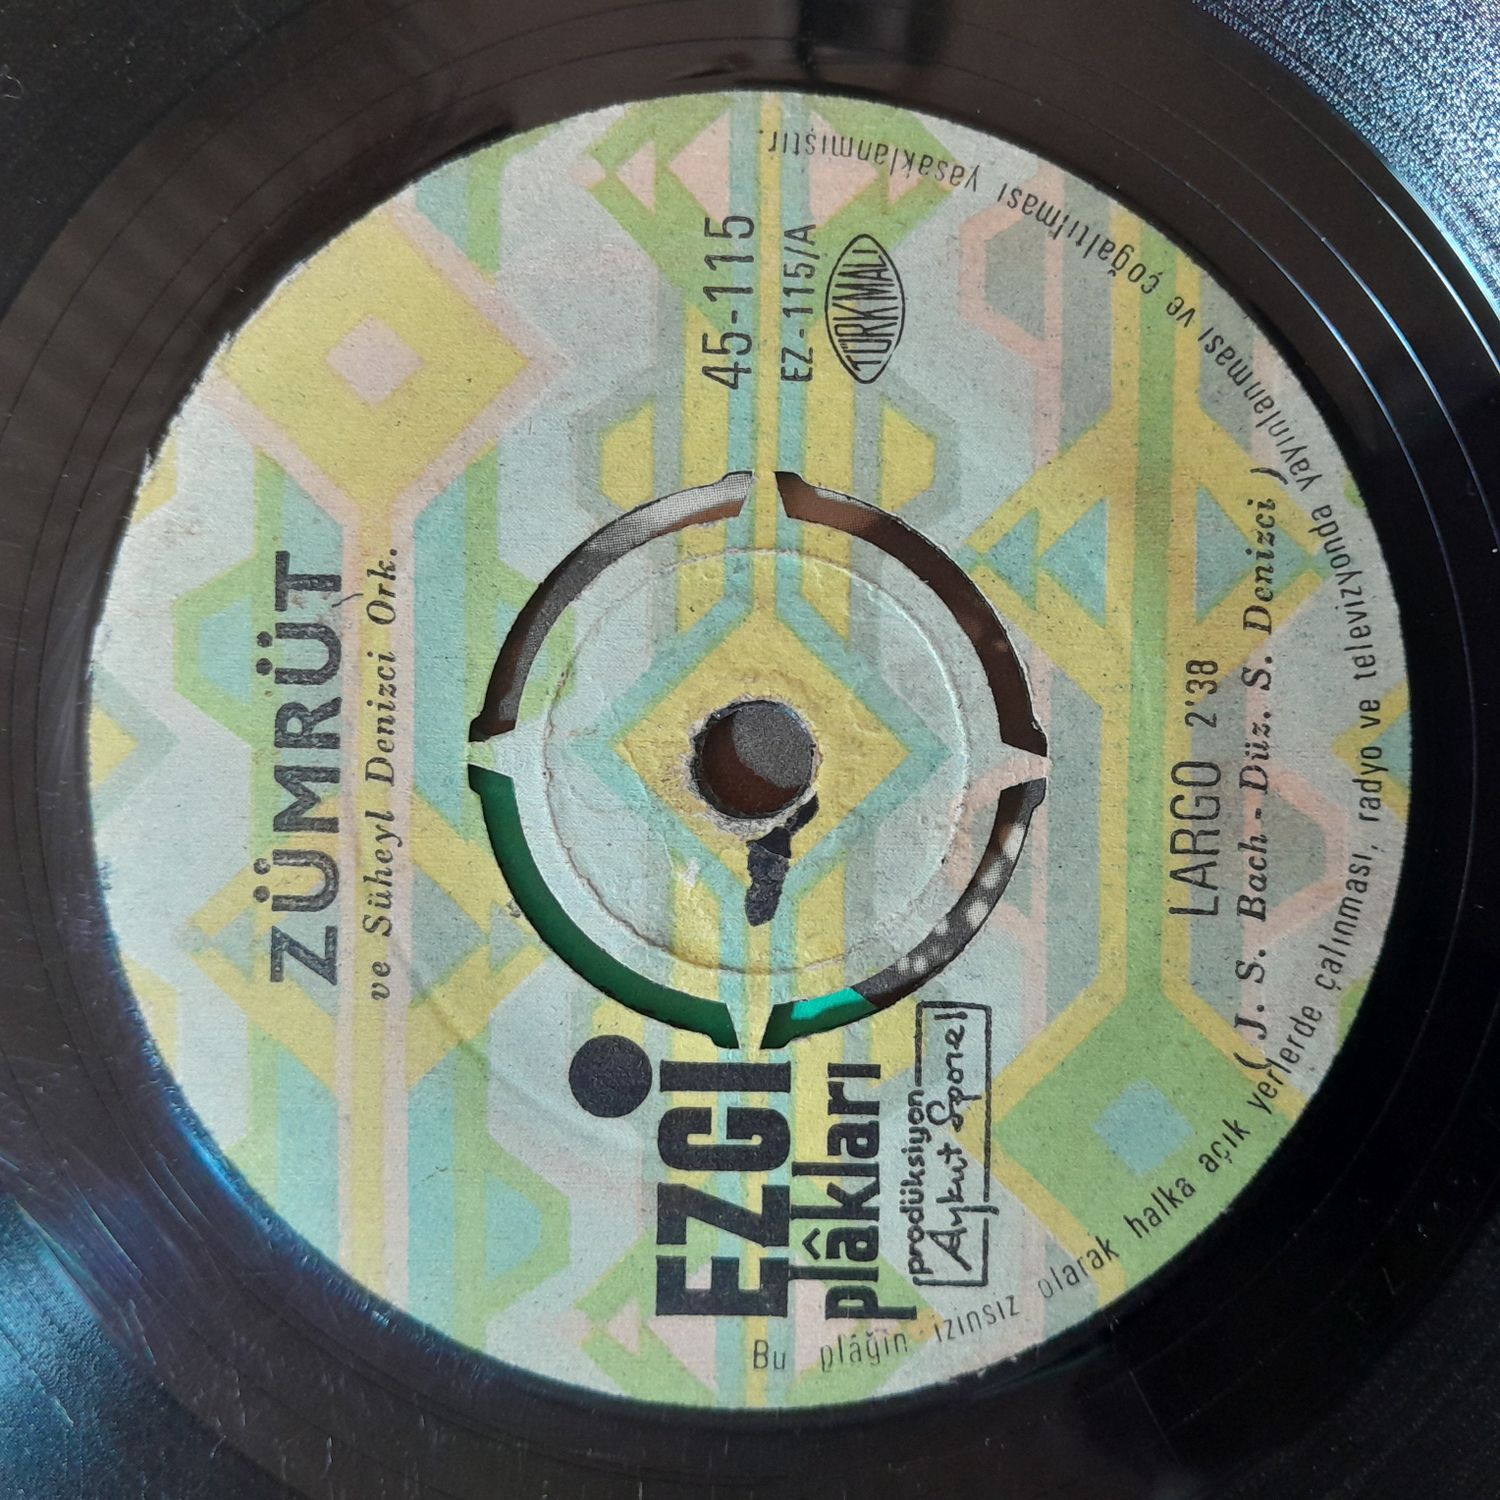 ZÜMRÜT
ve Süheyl Denizci Ork.
EZGİ
plâkları
prodüksiyon
Aykut Sporel
45-115
EZ-115/A
TÜRK MALI
LARGO 2'38
( J. S. Bach - Düz. S. Denizci )
Bu plâğın izinsiz olarak halka açık yerlerde çalınması, radyo ve televizyonda yayınlanması ve çoğaltılması yasaklanmıştır.